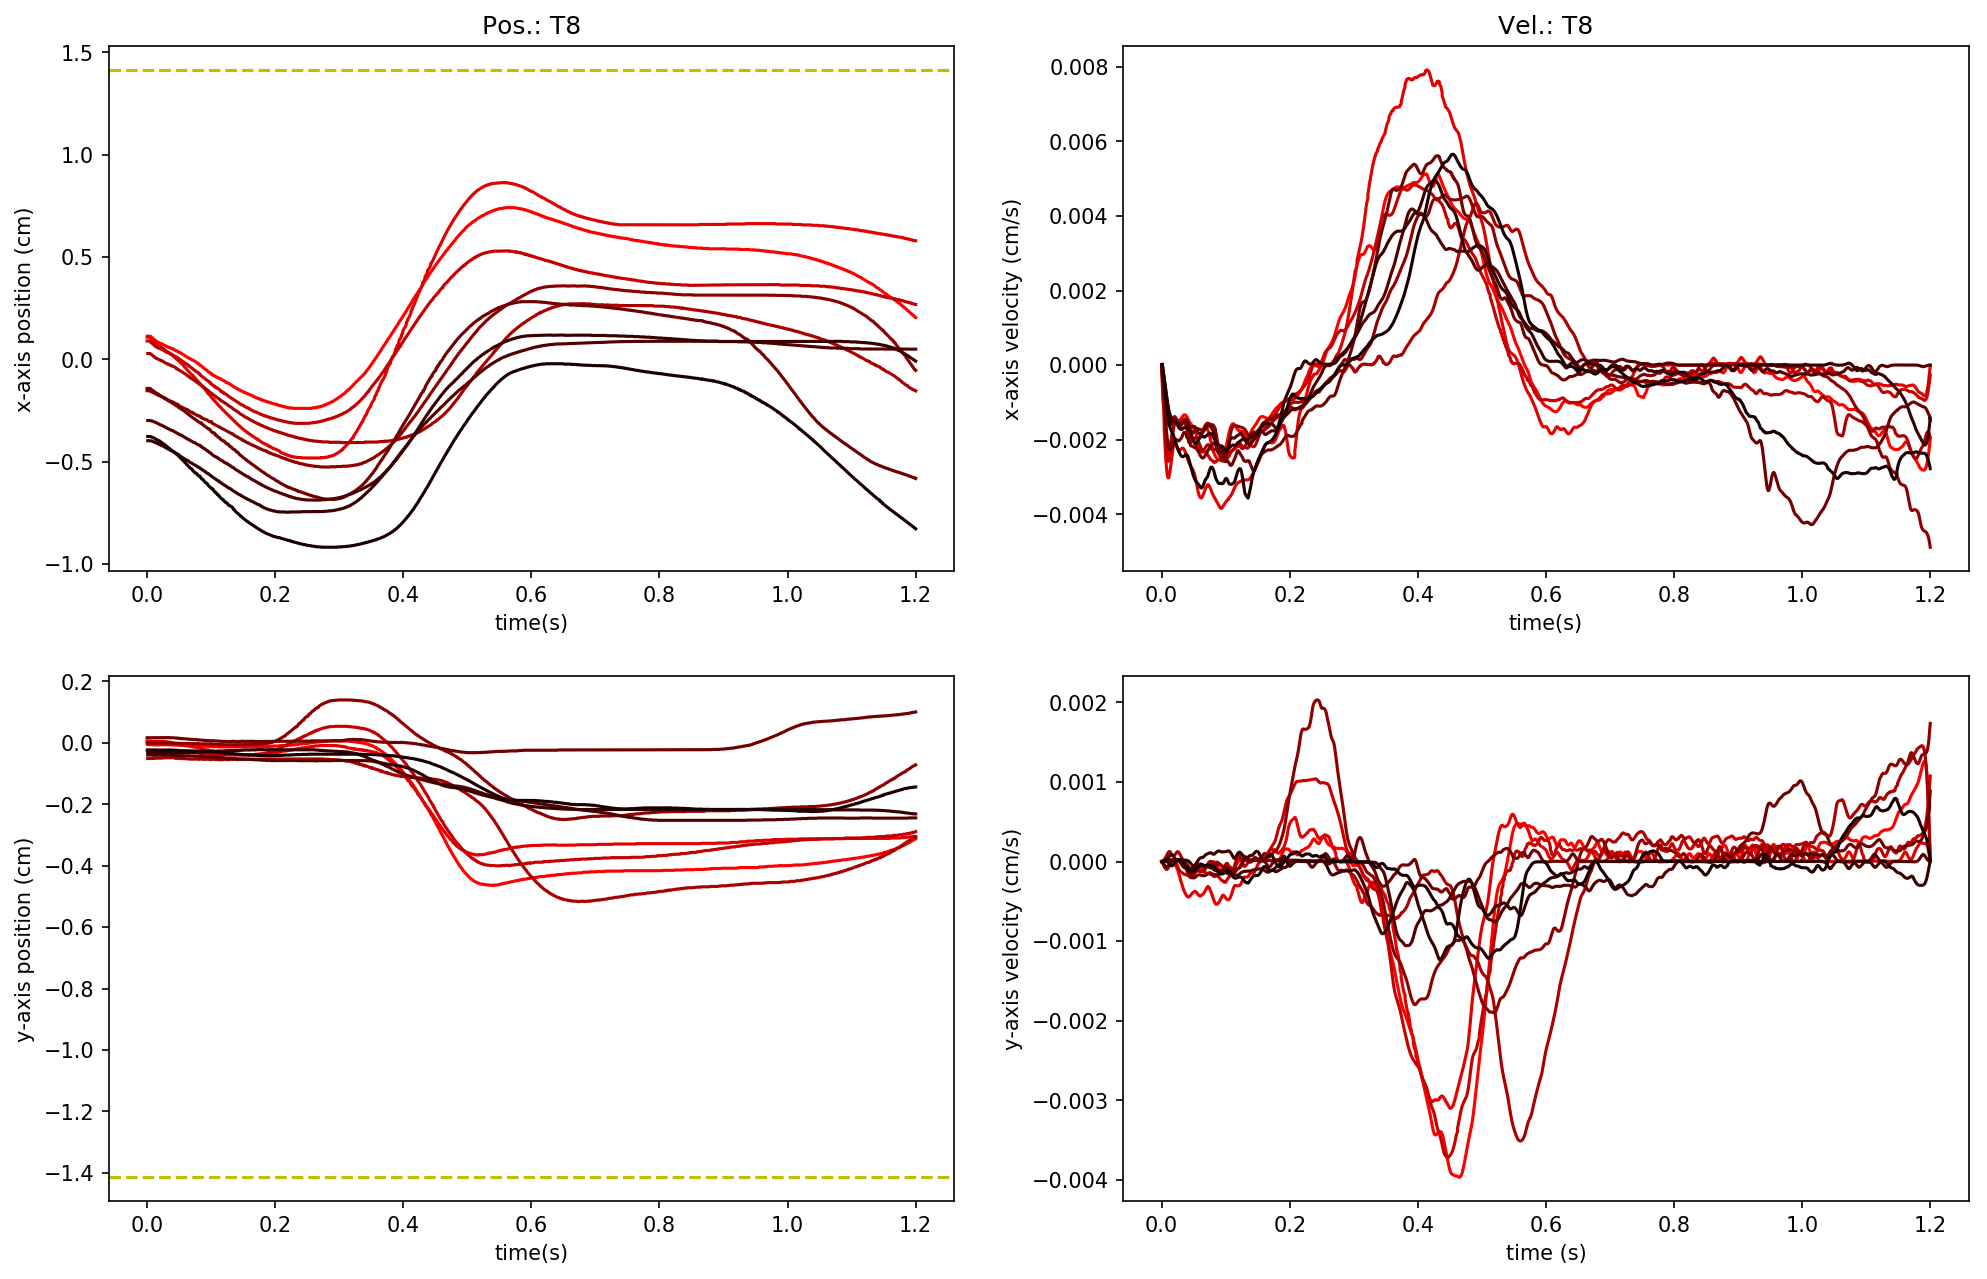 Pos.: T8
Vel.: T8
x-axis position (cm)
1.5
1.0
0.5
0.0
−0.5
−1.0
0.0 0.2 0.4 0.6 0.8 1.0 1.2
time(s)
x-axis velocity (cm/s)
0.008
0.006
0.004
0.002
0.000
−0.002
−0.004
0.0 0.2 0.4 0.6 0.8 1.0 1.2
time(s)
y-axis position (cm)
0.2
0.0
−0.2
−0.4
−0.6
−0.8
−1.0
−1.2
−1.4
0.0 0.2 0.4 0.6 0.8 1.0 1.2
time(s)
y-axis velocity (cm/s)
0.002
0.001
0.000
−0.001
−0.002
−0.003
−0.004
0.0 0.2 0.4 0.6 0.8 1.0 1.2
time (s)